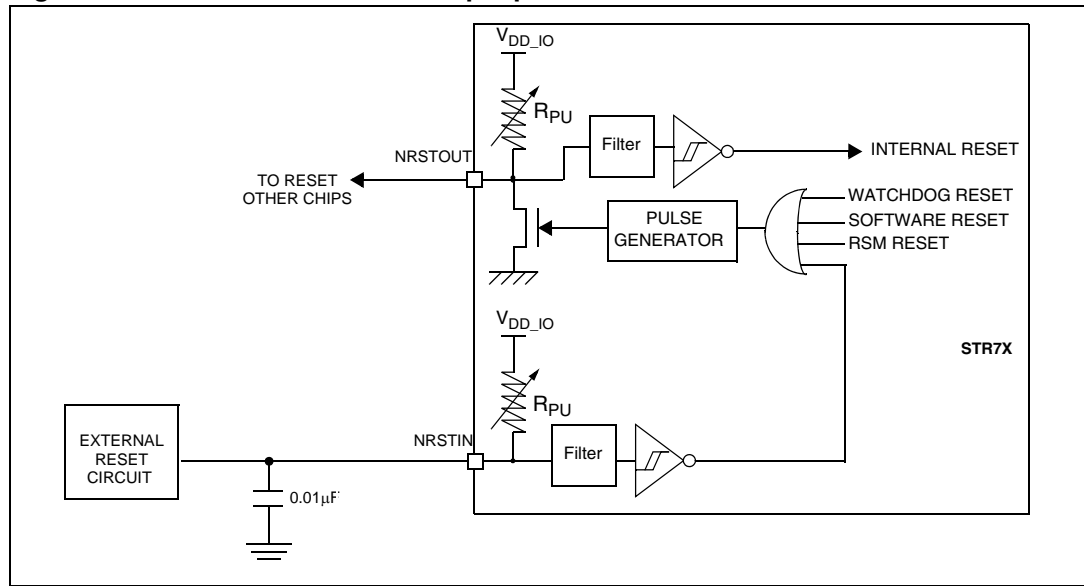 V_DD_IO
R_PU
Filter
INTERNAL RESET
NRSTOUT
TO RESET
OTHER CHIPS
WATCHDOG RESET
SOFTWARE RESET
RSM RESET
PULSE
GENERATOR
V_DD_IO
STR7X
R_PU
NRSTIN
Filter
EXTERNAL
RESET
CIRCUIT
0.01μF